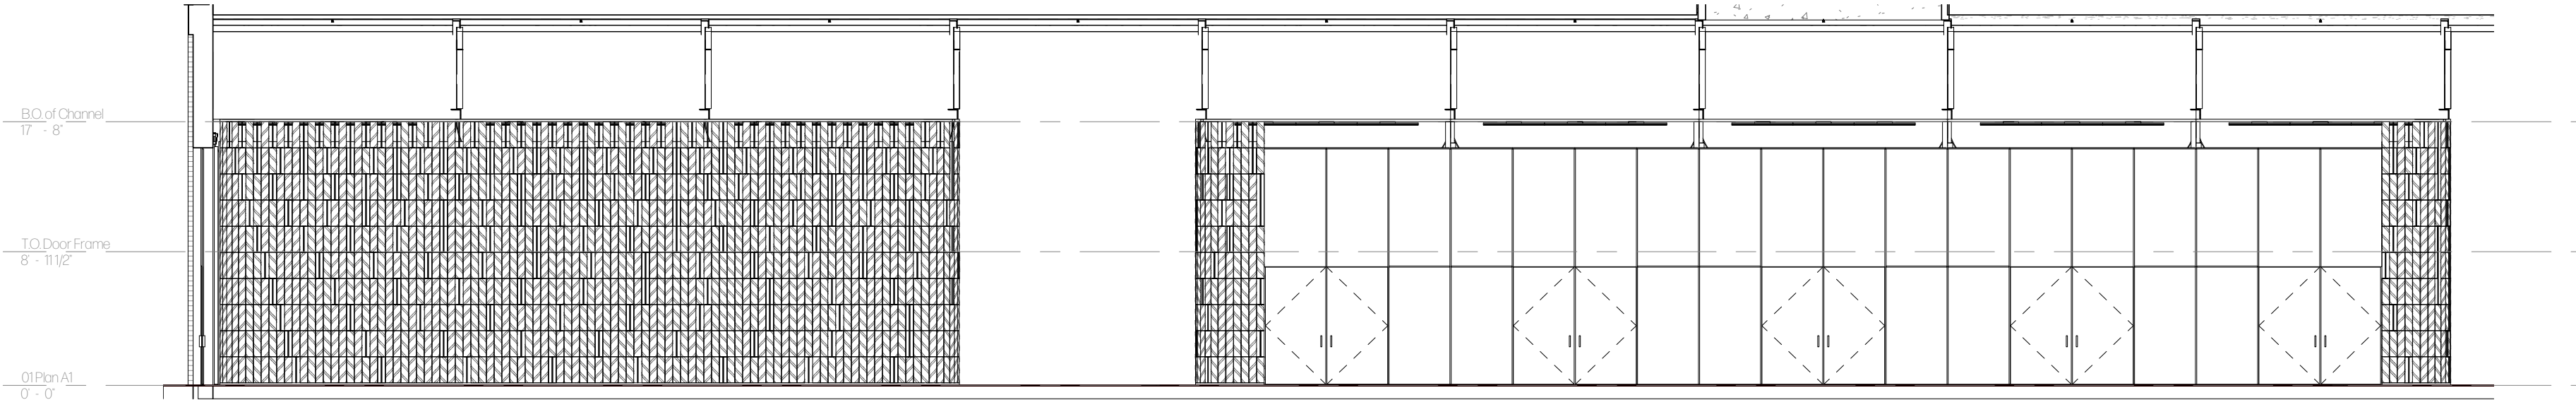 B.O. of Channel
17' - 8"
T.O. Door Frame
8' - 11 1/2"
01 Plan A1
0' - 0"